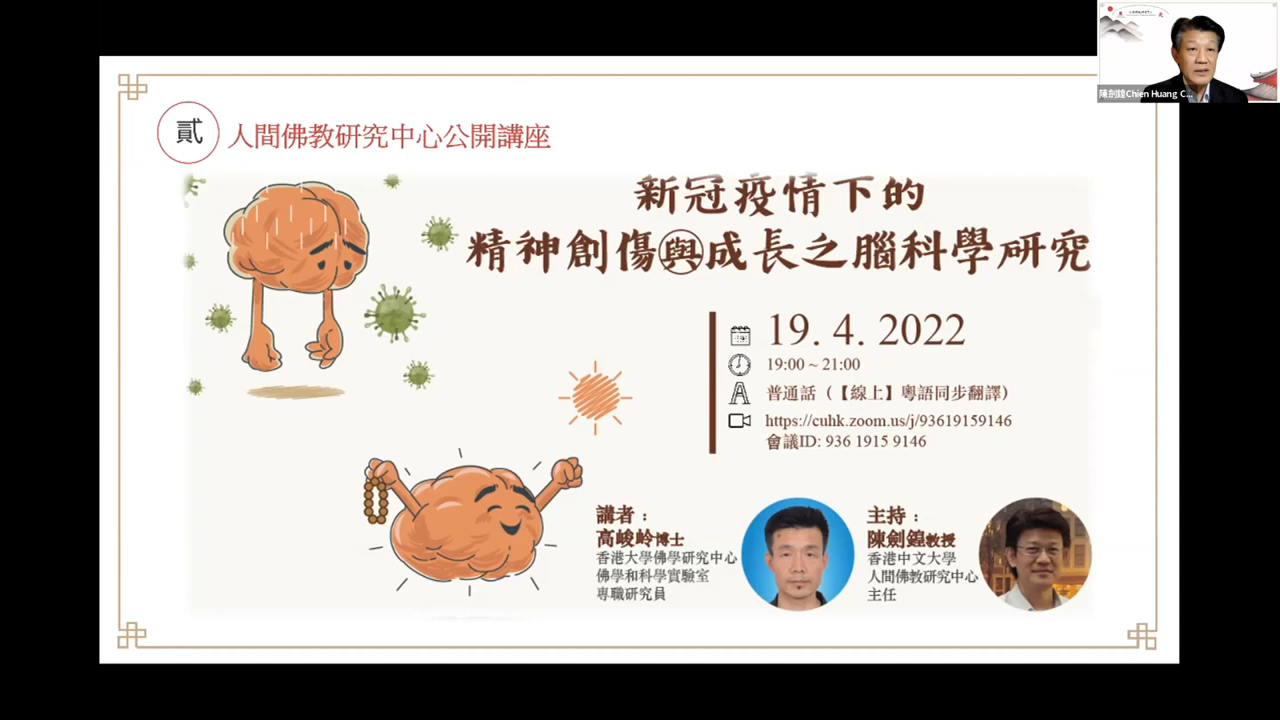 陳劍鍠Chien Huang C...
貳
人間佛教研究中心公開講座
新冠疫情下的
精神創傷與成長之腦科學研究
19. 4. 2022
19:00 ~ 21:00
普通話（【線上】粵語同步翻譯）
https://cuhk.zoom.us/j/93619159146
會議ID: 936 1915 9146
講者：
高峻岭博士
香港大學佛學研究中心
佛學和科學實驗室
專職研究員
主持：
陳劍鍠教授
香港中文大學
人間佛教研究中心
主任